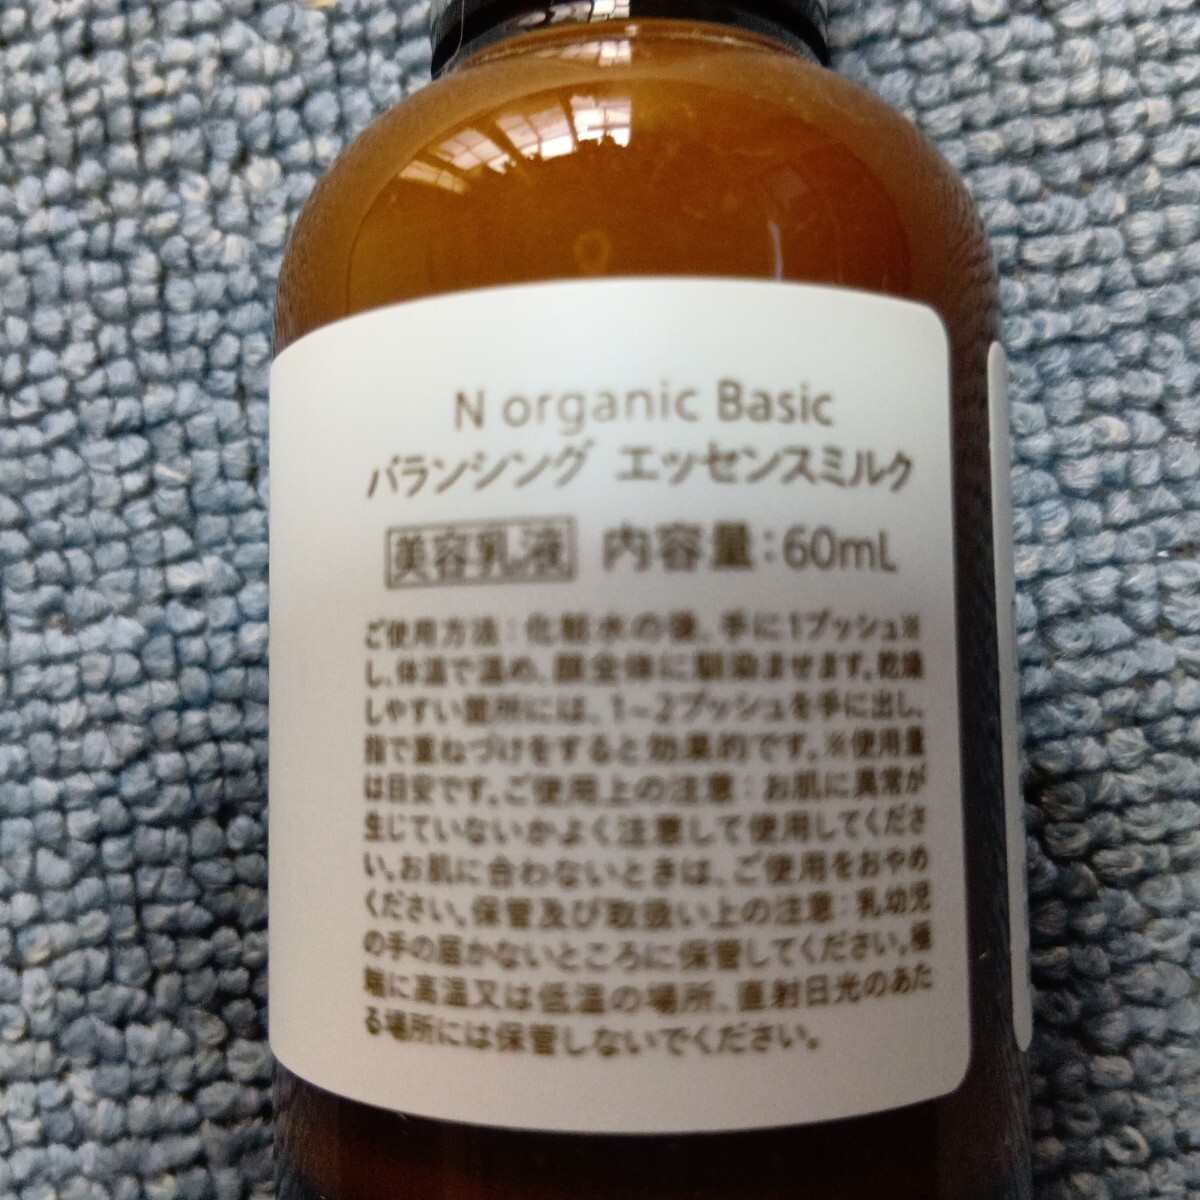 N organic Basic
バランシング エッセンスミルク
美容乳液 内容量:60mL
ご使用方法:化粧水の後、手に1プッシュ※
し、体温で温め、顔全体に馴染ませます。乾燥
しやすい箇所には、1~2プッシュを手に出し、
指で重ねづけをすると効果的です。※使用量
は目安です。ご使用上の注意:お肌に異常が
生じていないかよく注意して使用してくださ
い。お肌に合わないときは、ご使用をおやめ
ください。保管及び取扱い上の注意:乳幼児
の手の届かないところに保管してください。極
端に高温又は低温の場所、直射日光のあた
る場所には保管しないでください。